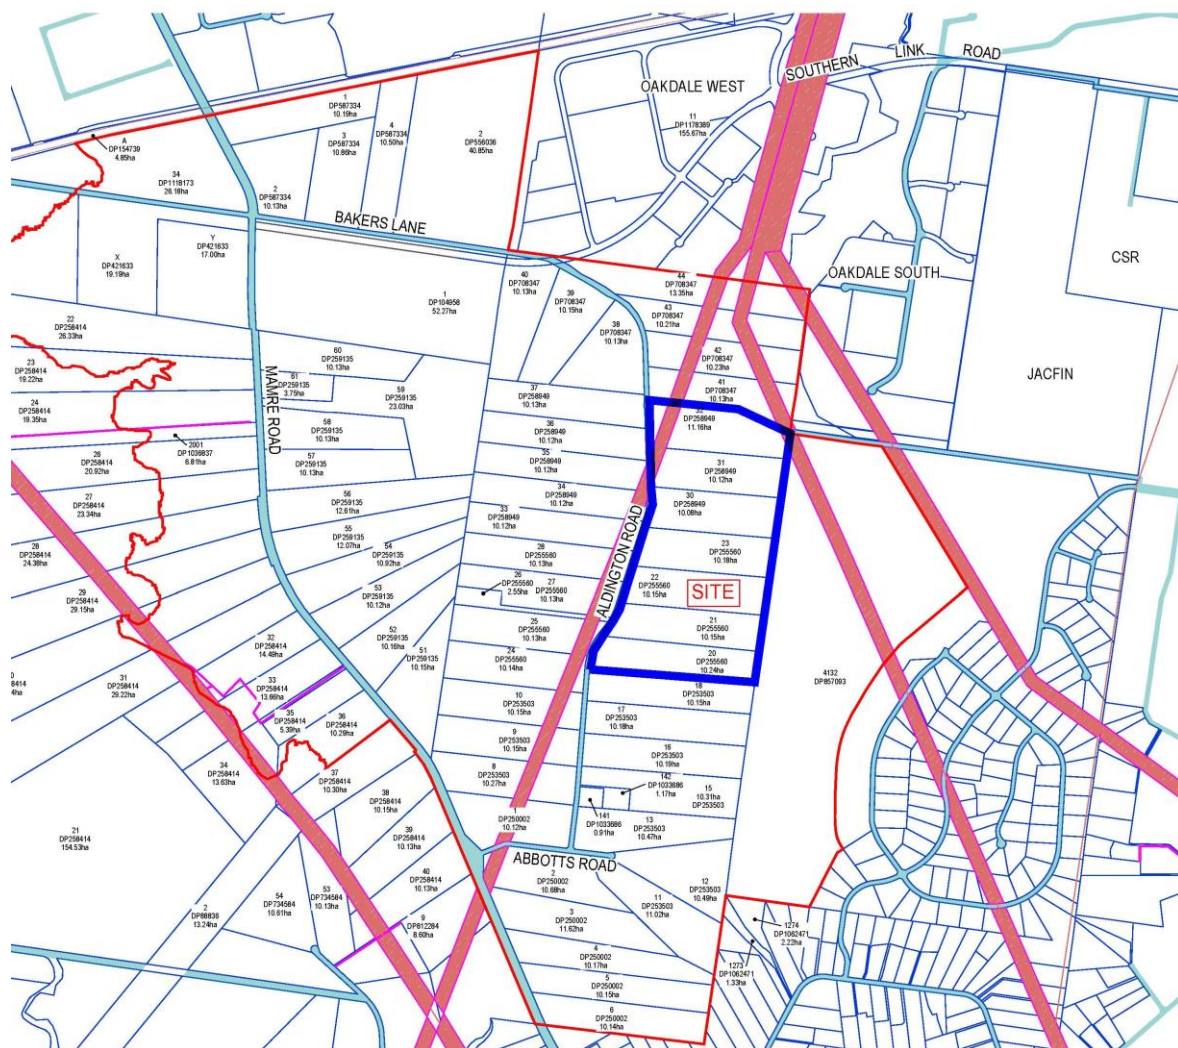 SOUTHERN LINK ROAD
OAKDALE WEST
11
DP1178389
155.67ha
1
DP587334
10.19ha
4
DP587334
10.50ha
3
DP587334
10.86ha
2
DP556036
40.85ha
A
DP154739
4.85ha
34
DP1118173
26.18ha
2
DP587334
10.13ha
BAKERS LANE
X
DP421633
19.19ha
Y
DP421633
17.00ha
1
DP104958
52.27ha
40
DP708347
10.13ha
39
DP708347
10.15ha
38
DP708347
10.13ha
44
DP708347
13.35ha
43
DP708347
10.21ha
42
DP708347
10.23ha
41
DP708347
10.13ha
OAKDALE SOUTH
CSR
JACFIN
22
DP258414
26.33ha
23
DP258414
19.22ha
24
DP258414
19.35ha
2001
DP1036837
6.81ha
26
DP258414
20.92ha
27
DP258414
23.34ha
28
DP258414
24.38ha
29
DP258414
29.15ha
MAMRE ROAD
60
DP259135
10.13ha
61
DP259135
3.75ha
59
DP259135
23.03ha
58
DP259135
10.13ha
57
DP259135
10.13ha
56
DP259135
12.61ha
55
DP259135
12.07ha
54
DP259135
10.92ha
53
DP259135
10.12ha
52
DP259135
10.16ha
51
DP259135
10.15ha
37
DP258949
10.13ha
36
DP258949
10.12ha
35
DP258949
10.12ha
34
DP258949
10.12ha
33
DP258949
10.12ha
28
DP255560
10.13ha
26
DP255560
2.55ha
27
DP255560
10.13ha
25
DP255560
10.13ha
24
DP255560
10.14ha
ALDINGTON ROAD
DP258949
11.16ha
31
DP258949
10.12ha
30
DP258949
10.08ha
23
DP255560
10.18ha
22
DP255560
10.15ha
SITE
21
DP255560
10.15ha
20
DP255560
10.24ha
18
DP253503
10.15ha
17
DP253503
10.18ha
16
DP253503
10.19ha
142
DP1033686
1.17ha
15
10.31ha
DP253503
141
DP1033686
0.91ha
13
DP253503
10.47ha
12
DP253503
10.49ha
11
DP253503
11.02ha
4132
DP857093
10
DP253503
10.15ha
9
DP253503
10.15ha
8
DP253503
10.27ha
1
DP250002
10.12ha
ABBOTTS ROAD
2
DP250002
10.68ha
3
DP250002
11.62ha
4
DP250002
10.17ha
5
DP250002
10.15ha
6
DP250002
10.14ha
1274
DP1062471
2.22ha
1273
DP1062471
1.33ha
31
DP258414
29.22ha
32
DP258414
14.49ha
33
DP258414
13.66ha
35
DP258414
5.39ha
36
DP258414
10.29ha
34
DP258414
13.63ha
37
DP258414
10.30ha
38
DP258414
10.15ha
39
DP258414
10.13ha
40
DP258414
10.13ha
9
DP812284
8.60ha
53
DP734584
10.13ha
54
DP734584
10.61ha
2
DP88836
13.24ha
21
DP258414
154.53ha